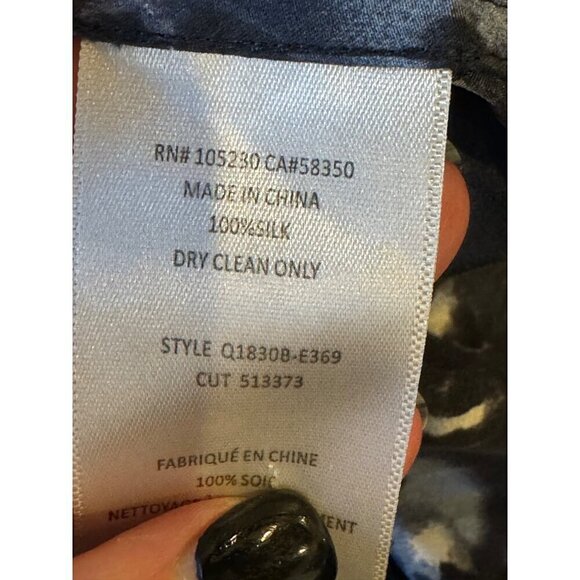 RN# 105230 CA#58350
MADE IN CHINA
100%SILK
DRY CLEAN ONLY
STYLE Q1830B-E369
CUT 513373
FABRIQUÉ EN CHINE
100% SOIE